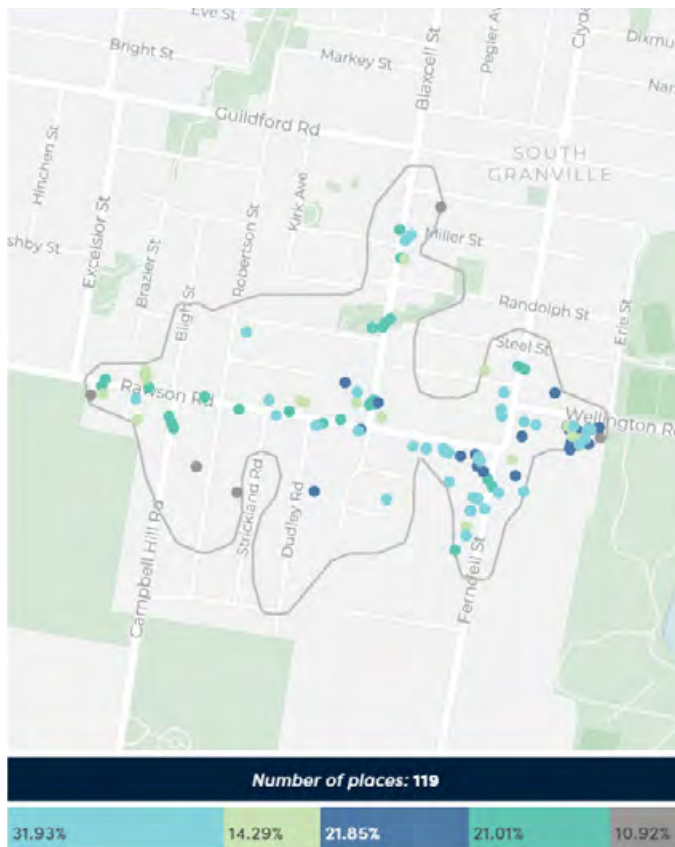 Eve St
Bright St
Markey St
Pegler Ave
Clyde
Dixmu
Nar
Blaxcell St
Guildford Rd
Hinchen St
SOUTH
GRANVILLE
Kirk Ave
Excelsior St
Robertson St
Miller St
shby St
Brazier St
Bligh St
Randolph St
Erie St
Steel St
Rawson Rd
Wellington R
Strickland Rd
Dudley Rd
Campbell Hill Rd
Ferndell St
Number of places: 119
31.93% 14.29% 21.85% 21.01% 10.92%